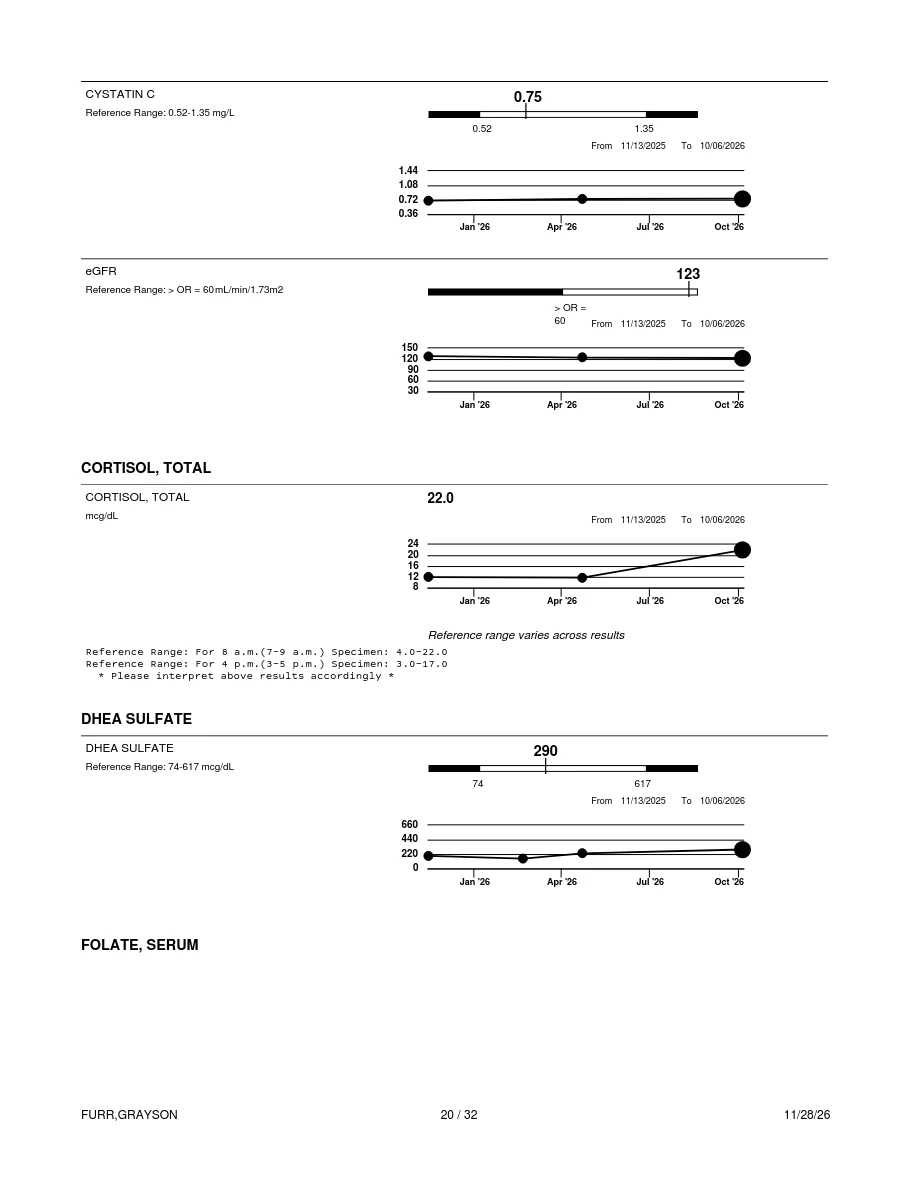 CYSTATIN C
0.75
Reference Range: 0.52-1.35 mg/L
0.52 1.35
From 11/13/2025 To 10/06/2026
1.44
1.08
0.72
0.36
Jan '26 Apr '26 Jul '26 Oct '26
eGFR
123
Reference Range: > OR = 60mL/min/1.73m2
> OR =
60
From 11/13/2025 To 10/06/2026
150
120
90
60
30
Jan '26 Apr '26 Jul '26 Oct '26
CORTISOL, TOTAL
CORTISOL, TOTAL 22.0
mcg/dL
From 11/13/2025 To 10/06/2026
24
20
16
12
8
Jan '26 Apr '26 Jul '26 Oct '26
Reference range varies across results
Reference Range: For 8 a.m.(7-9 a.m.) Specimen: 4.0-22.0
Reference Range: For 4 p.m.(3-5 p.m.) Specimen: 3.0-17.0
* Please interpret above results accordingly *
DHEA SULFATE
DHEA SULFATE 290
Reference Range: 74-617 mcg/dL
74 617
From 11/13/2025 To 10/06/2026
660
440
220
0
Jan '26 Apr '26 Jul '26 Oct '26
FOLATE, SERUM
FURR,GRAYSON 20 / 32 11/28/26